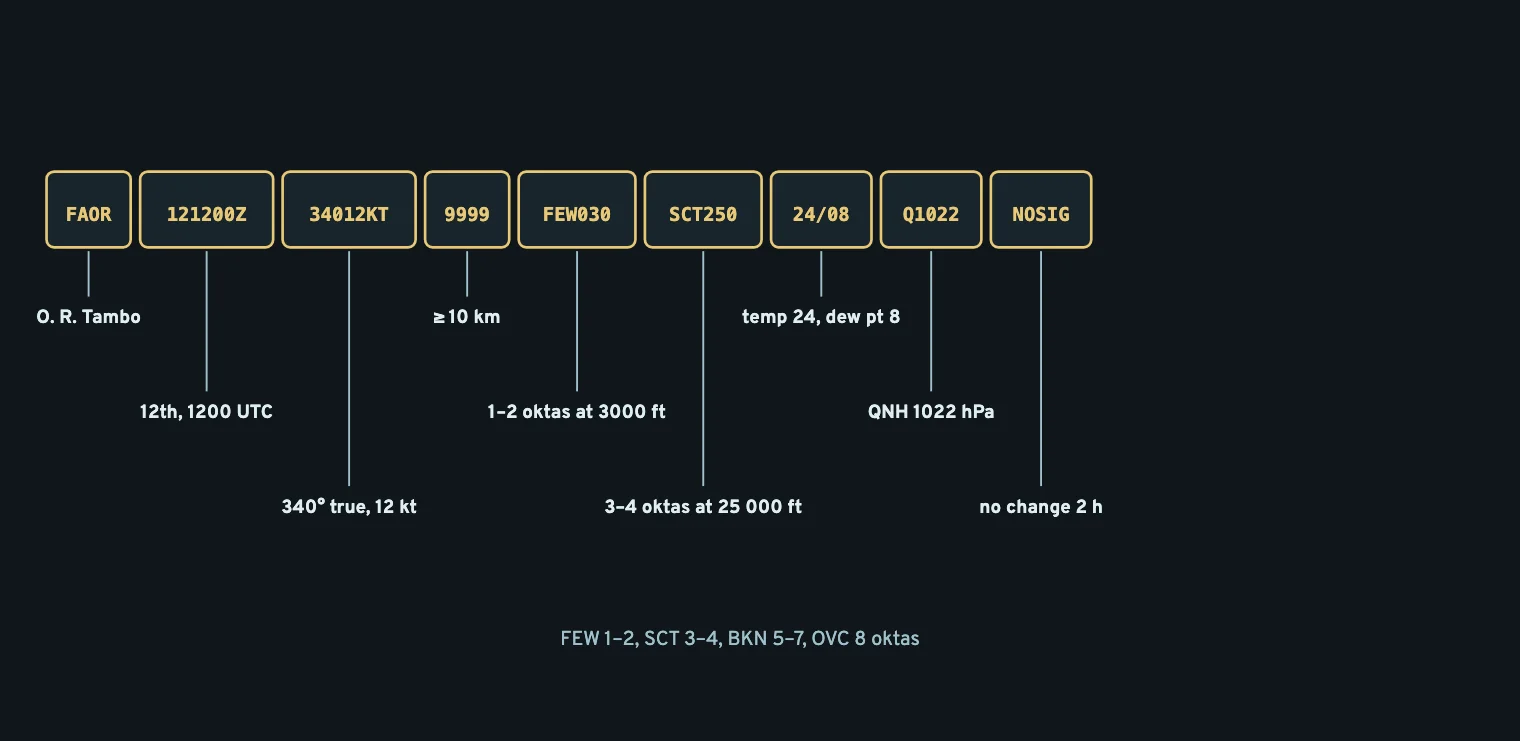 FAOR 121200Z 34012KT 9999 FEW030 SCT250 24/08 Q1022 NOSIG
O. R. Tambo ≥10 km temp 24, dew pt 8
12th, 1200 UTC 1–2 oktas at 3000 ft QNH 1022 hPa
340° true, 12 kt 3–4 oktas at 25 000 ft no change 2 h
FEW 1–2, SCT 3–4, BKN 5–7, OVC 8 oktas